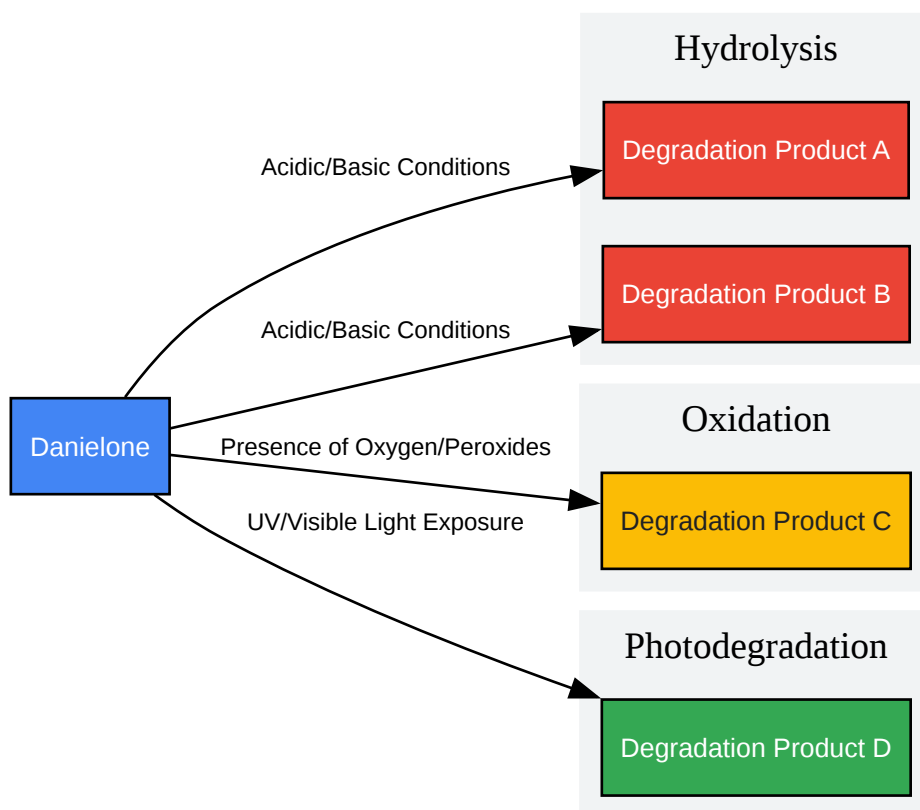 Hydrolysis
Degradation Product A
Acidic/Basic Conditions
Degradation Product B
Acidic/Basic Conditions
Danielone
Oxidation
Presence of Oxygen/Peroxides
Degradation Product C
UV/Visible Light Exposure
Photodegradation
Degradation Product D